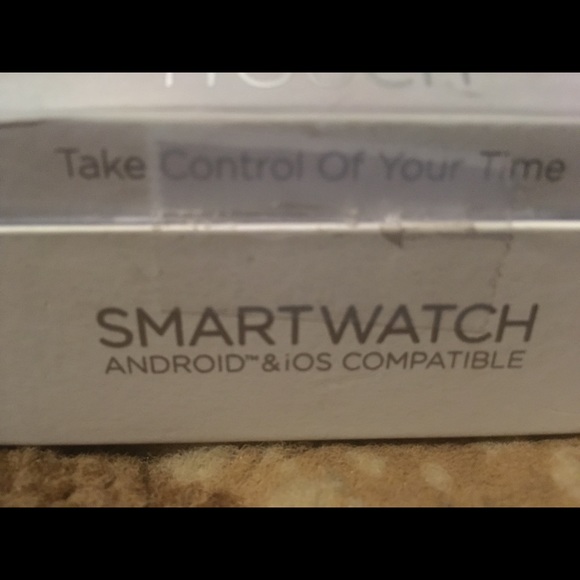 Take Control Of Your Time
SMARTWATCH
ANDROID™ & iOS COMPATIBLE